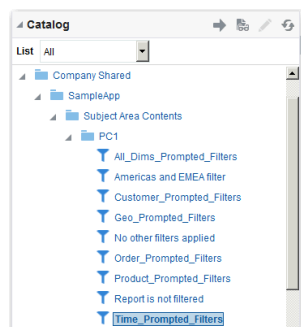 Catalog
List All
Company Shared
SampleApp
Subject Area Contents
PC1
All_Dims_Prompted_Filters
Americas and EMEA filter
Customer_Prompted_Filters
Geo_Prompted_Filters
No other filters applied
Order_Prompted_Filters
Product_Prompted_Filters
Report is not filtered
Time_Prompted_Filters